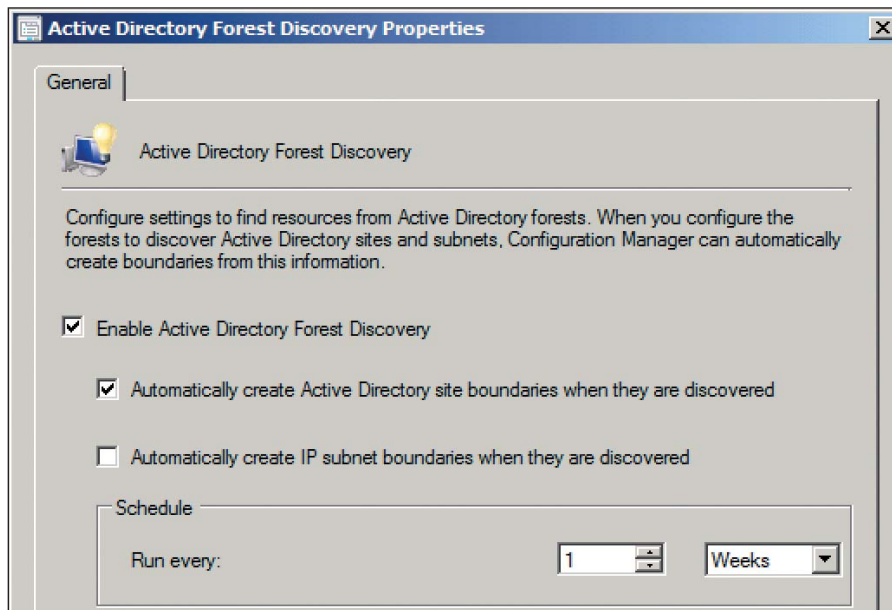 Active Directory Forest Discovery Properties
General
Active Directory Forest Discovery
Configure settings to find resources from Active Directory forests. When you configure the
forests to discover Active Directory sites and subnets, Configuration Manager can automatically
create boundaries from this information.
Enable Active Directory Forest Discovery
Automatically create Active Directory site boundaries when they are discovered
Automatically create IP subnet boundaries when they are discovered
Schedule
Run every: 1 Weeks